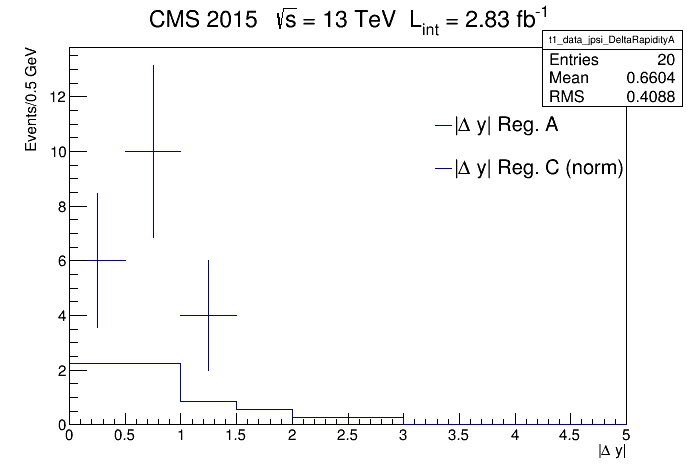 CMS 2015 √s = 13 TeV L_int = 2.83 fb⁻¹
t1_data_jpsi_DeltaRapidityA
Entries 20
Mean 0.6604
RMS 0.4088
Events/0.5 GeV
|Δ y| Reg. A
|Δ y| Reg. C (norm)
12
10
8
6
4
2
0
0 0.5 1 1.5 2 2.5 3 3.5 4 4.5 5
|Δ y|